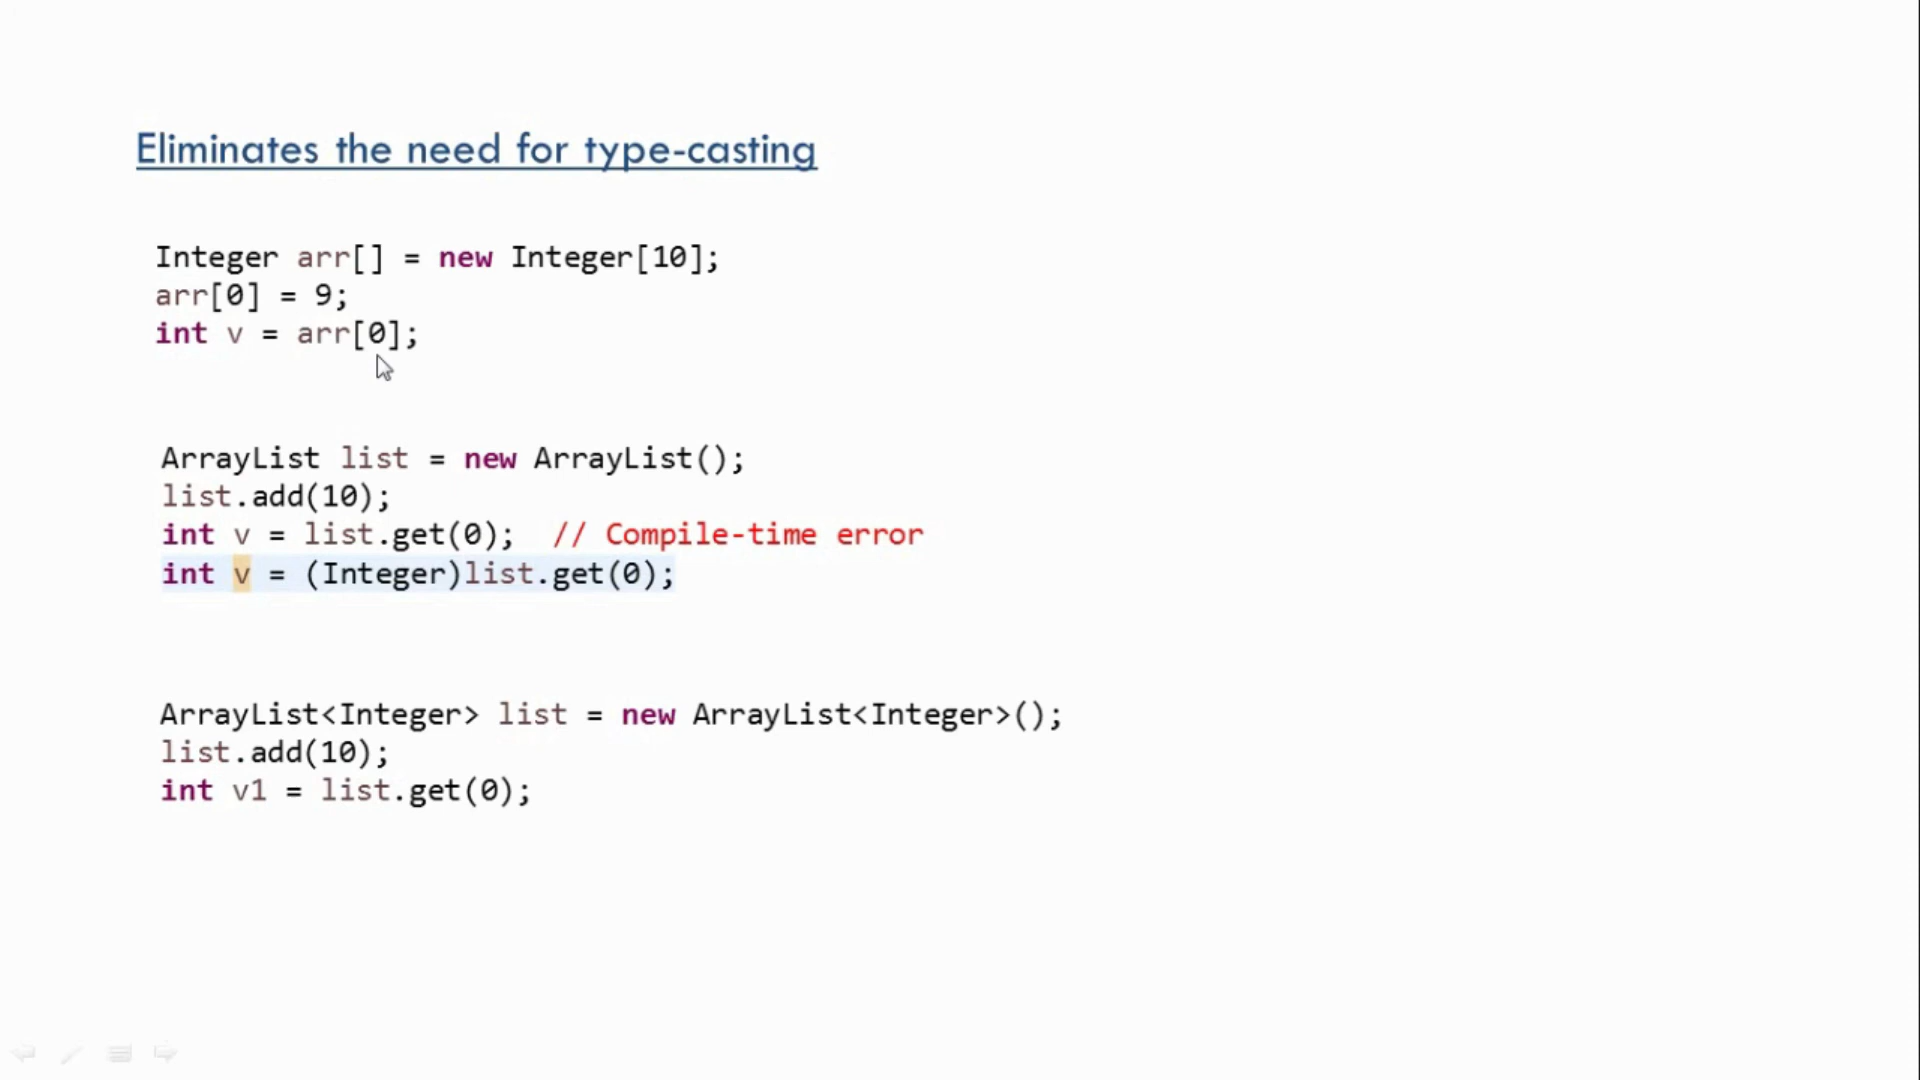 Eliminates the need for type-casting
Integer arr[] = new Integer[10];
arr[0] = 9;
int v = arr[0];
ArrayList list = new ArrayList();
list.add(10);
int v = list.get(0);  // Compile-time error
int v = (Integer)list.get(0);
ArrayList<Integer> list = new ArrayList<Integer>();
list.add(10);
int v1 = list.get(0);